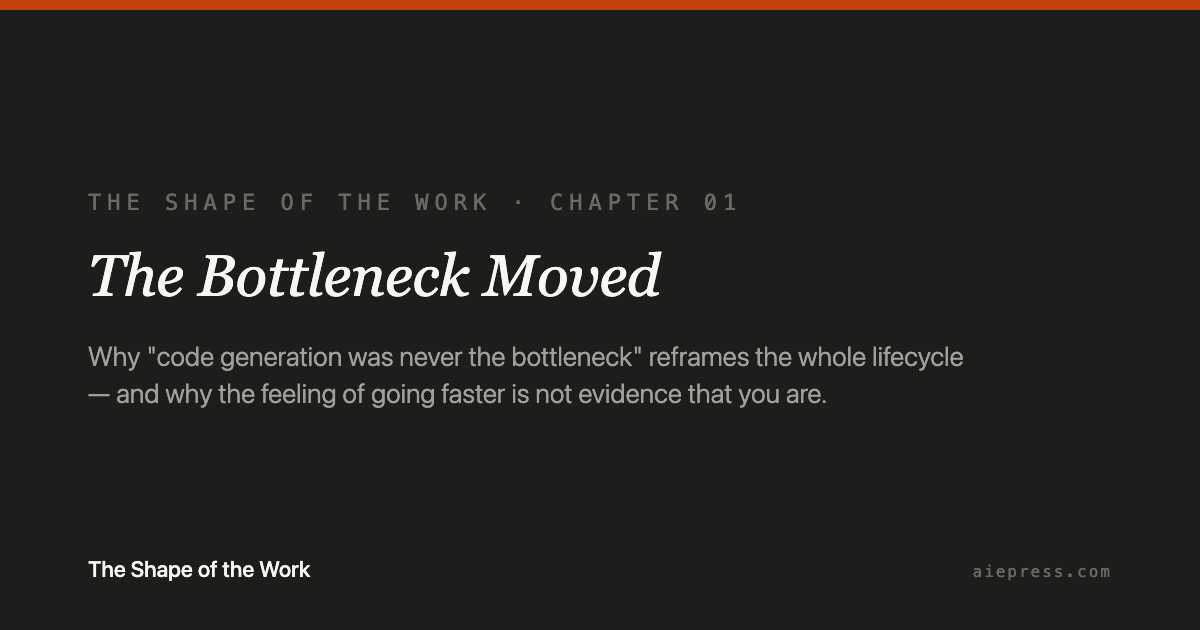 THE SHAPE OF THE WORK · CHAPTER 01
The Bottleneck Moved
Why "code generation was never the bottleneck" reframes the whole lifecycle
— and why the feeling of going faster is not evidence that you are.
The Shape of the Work
aiepress.com